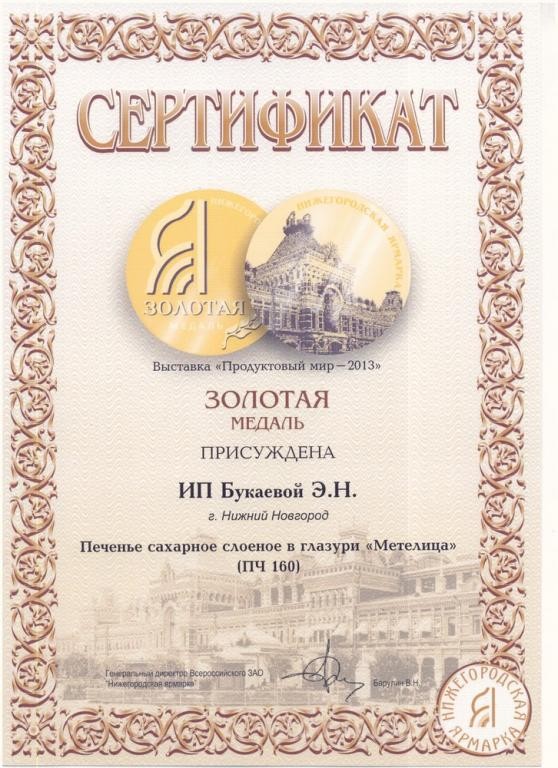 СЕРТИФИКАТ
НИЖЕГОРОДСКАЯ ЯРМАРКА
Я
ЗОЛОТАЯ
МЕДАЛЬ
Выставка «Продуктовый мир – 2013»
ЗОЛОТАЯ
МЕДАЛЬ
ПРИСУЖДЕНА
ИП Букаевой Э.Н.
г. Нижний Новгород
Печенье сахарное слоеное в глазури «Метелица»
(ПЧ 160)
Генеральный директор Всероссийского ЗАО
"Нижегородская ярмарка"
Барулин В.Н.
НИЖЕГОРОДСКАЯ
ЯРМАРКА